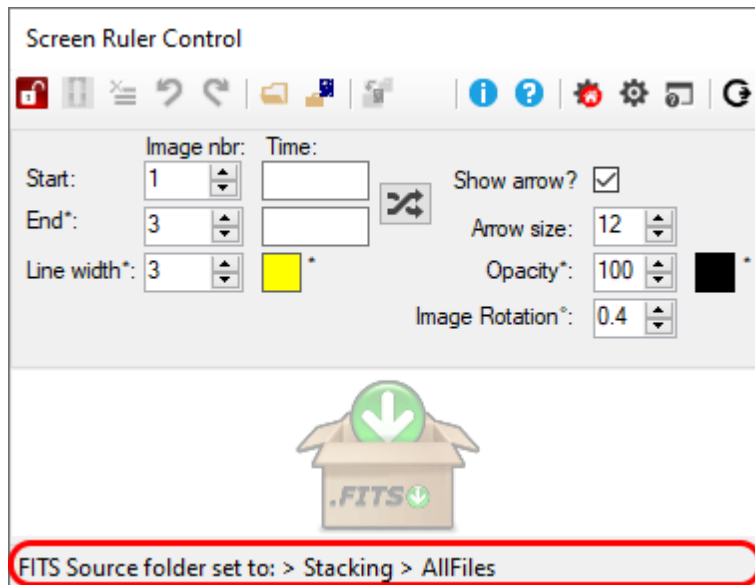 Screen Ruler Control
Image nbr: Time:
Start: 1 Show arrow?
End*: 3 Arrow size: 12
Line width*: 3 * Opacity*: 100 *
Image Rotation*: 0.4
.FITS
FITS Source folder set to: > Stacking > AllFiles